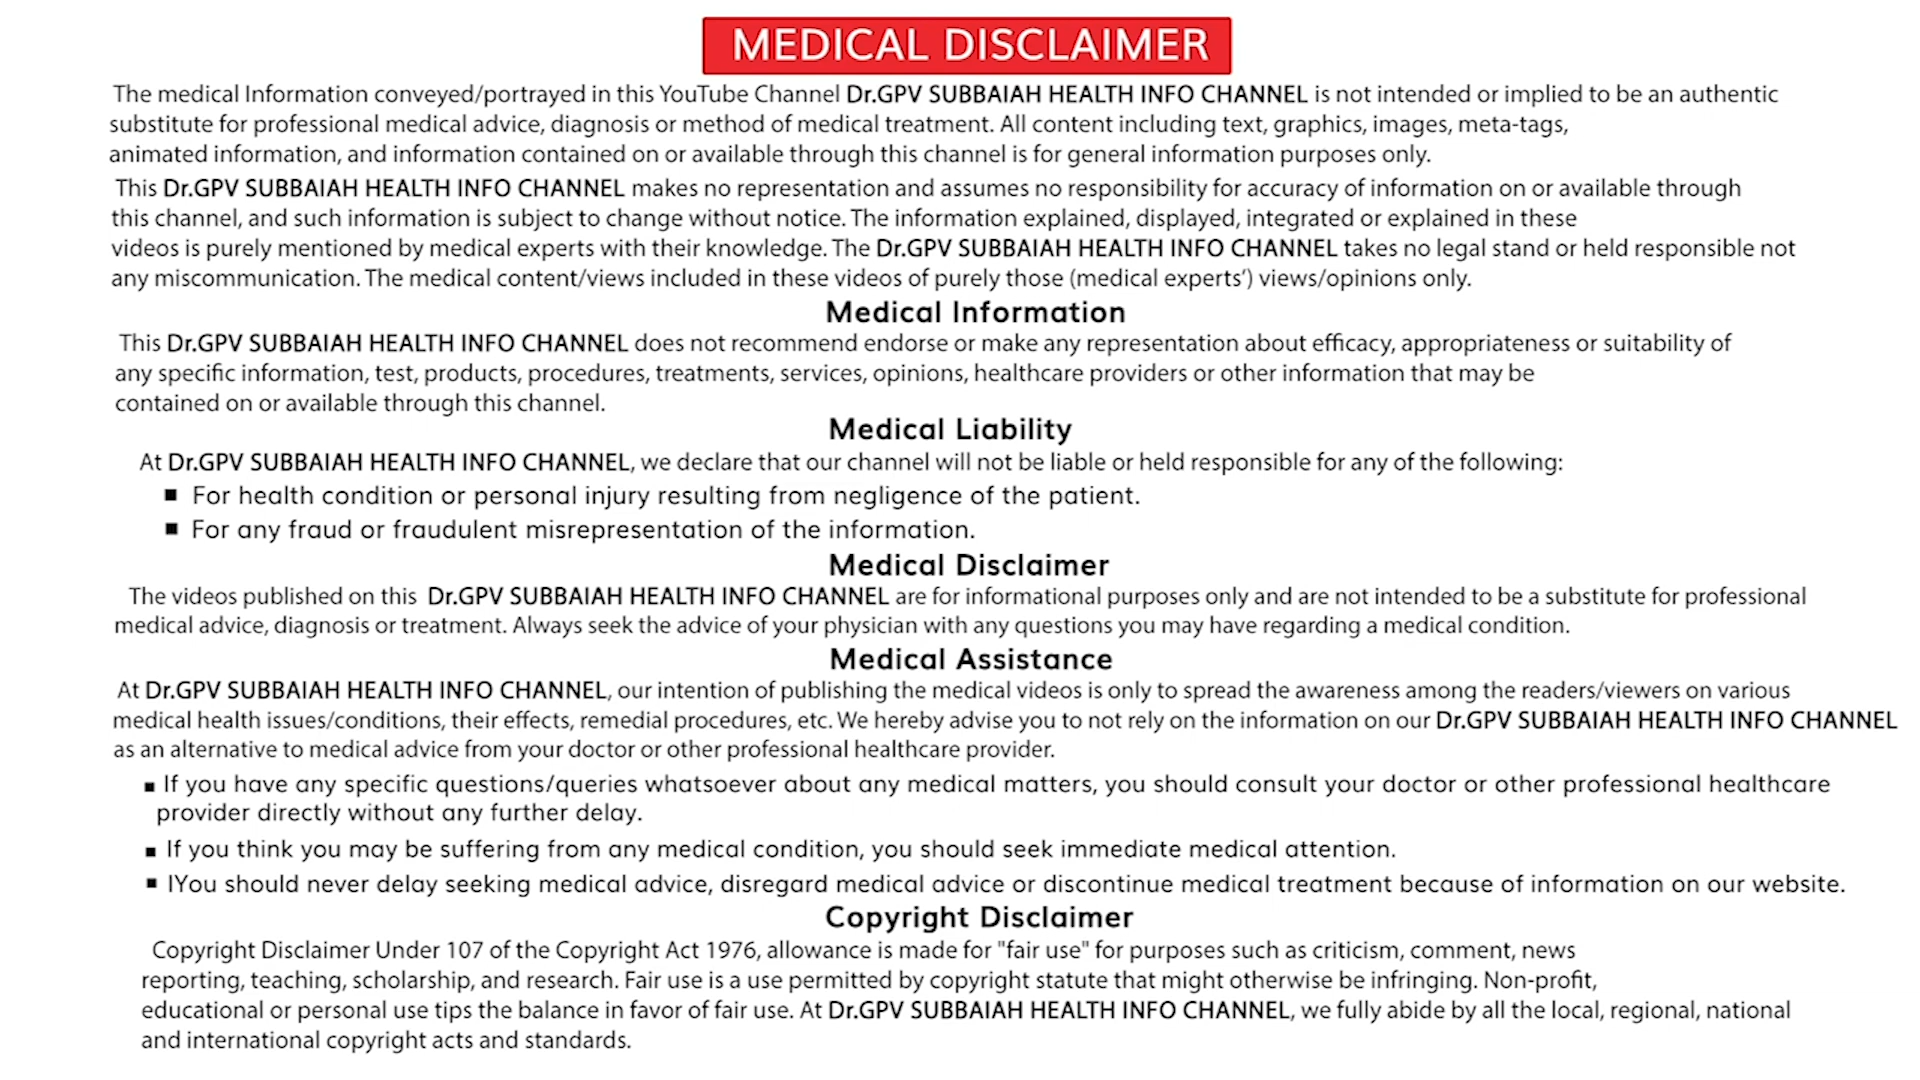 MEDICAL DISCLAIMER
The medical Information conveyed/portrayed in this YouTube Channel Dr.GPV SUBBAIAH HEALTH INFO CHANNEL is not intended or implied to be an authentic
substitute for professional medical advice, diagnosis or method of medical treatment. All content including text, graphics, images, meta-tags,
animated information, and information contained on or available through this channel is for general information purposes only.
This Dr.GPV SUBBAIAH HEALTH INFO CHANNEL makes no representation and assumes no responsibility for accuracy of information on or available through
this channel, and such information is subject to change without notice. The information explained, displayed, integrated or explained in these
videos is purely mentioned by medical experts with their knowledge. The Dr.GPV SUBBAIAH HEALTH INFO CHANNEL takes no legal stand or held responsible not
any miscommunication. The medical content/views included in these videos of purely those (medical experts’) views/opinions only.
Medical Information
This Dr.GPV SUBBAIAH HEALTH INFO CHANNEL does not recommend endorse or make any representation about efficacy, appropriateness or suitability of
any specific information, test, products, procedures, treatments, services, opinions, healthcare providers or other information that may be
contained on or available through this channel.
Medical Liability
At Dr.GPV SUBBAIAH HEALTH INFO CHANNEL, we declare that our channel will not be liable or held responsible for any of the following:
■ For health condition or personal injury resulting from negligence of the patient.
■ For any fraud or fraudulent misrepresentation of the information.
Medical Disclaimer
The videos published on this Dr.GPV SUBBAIAH HEALTH INFO CHANNEL are for informational purposes only and are not intended to be a substitute for professional
medical advice, diagnosis or treatment. Always seek the advice of your physician with any questions you may have regarding a medical condition.
Medical Assistance
At Dr.GPV SUBBAIAH HEALTH INFO CHANNEL, our intention of publishing the medical videos is only to spread the awareness among the readers/viewers on various
medical health issues/conditions, their effects, remedial procedures, etc. We hereby advise you to not rely on the information on our Dr.GPV SUBBAIAH HEALTH INFO CHANNEL
as an alternative to medical advice from your doctor or other professional healthcare provider.
■ If you have any specific questions/queries whatsoever about any medical matters, you should consult your doctor or other professional healthcare
provider directly without any further delay.
■ If you think you may be suffering from any medical condition, you should seek immediate medical attention.
■ IYou should never delay seeking medical advice, disregard medical advice or discontinue medical treatment because of information on our website.
Copyright Disclaimer
Copyright Disclaimer Under 107 of the Copyright Act 1976, allowance is made for "fair use" for purposes such as criticism, comment, news
reporting, teaching, scholarship, and research. Fair use is a use permitted by copyright statute that might otherwise be infringing. Non-profit,
educational or personal use tips the balance in favor of fair use. At Dr.GPV SUBBAIAH HEALTH INFO CHANNEL, we fully abide by all the local, regional, national
and international copyright acts and standards.